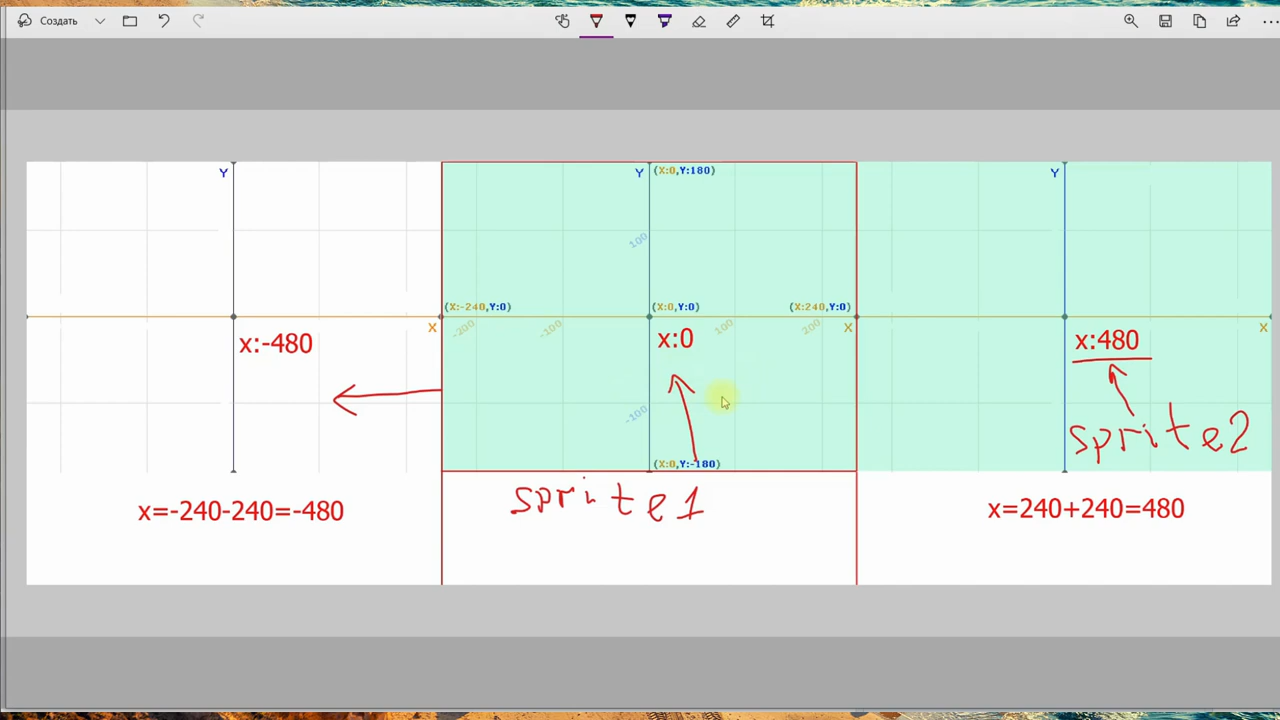 Создать
Y
Y
(X:0,Y:180)
Y
100
(X:-240,Y:0)
(X:0,Y:0)
(X:240,Y:0)
X
-200
-100
100
200
X
X
x:-480
x:0
x:480
-100
sprite2
(X:0,Y:-180)
x=-240-240=-480
sprite1
x=240+240=480